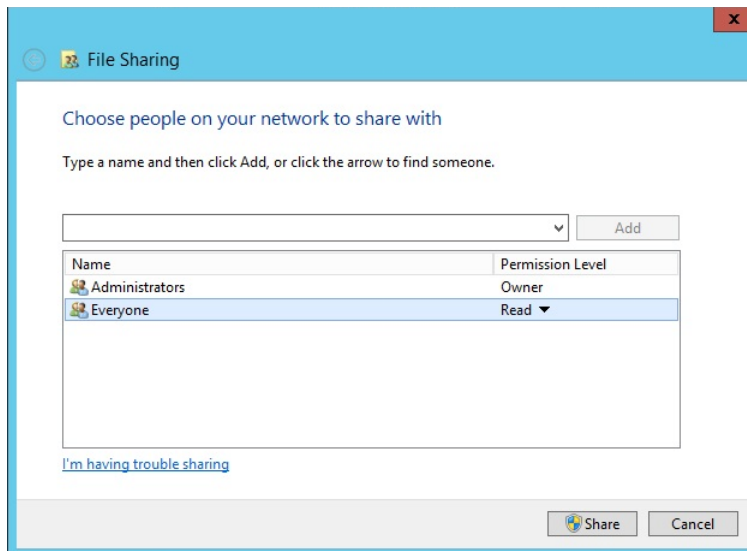 x
File Sharing
Choose people on your network to share with
Type a name and then click Add, or click the arrow to find someone.
Add
Name Permission Level
Administrators Owner
Everyone Read
I'm having trouble sharing
Share Cancel